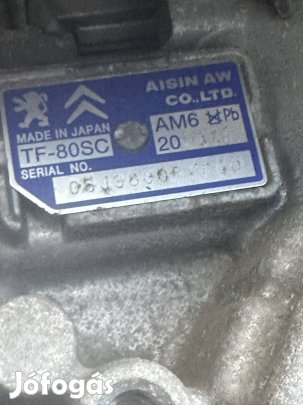 AISIN AW
CO., LTD.
MADE IN JAPAN
TF-80SC
AM6 Pb
20
SERIAL NO.
Jófogás